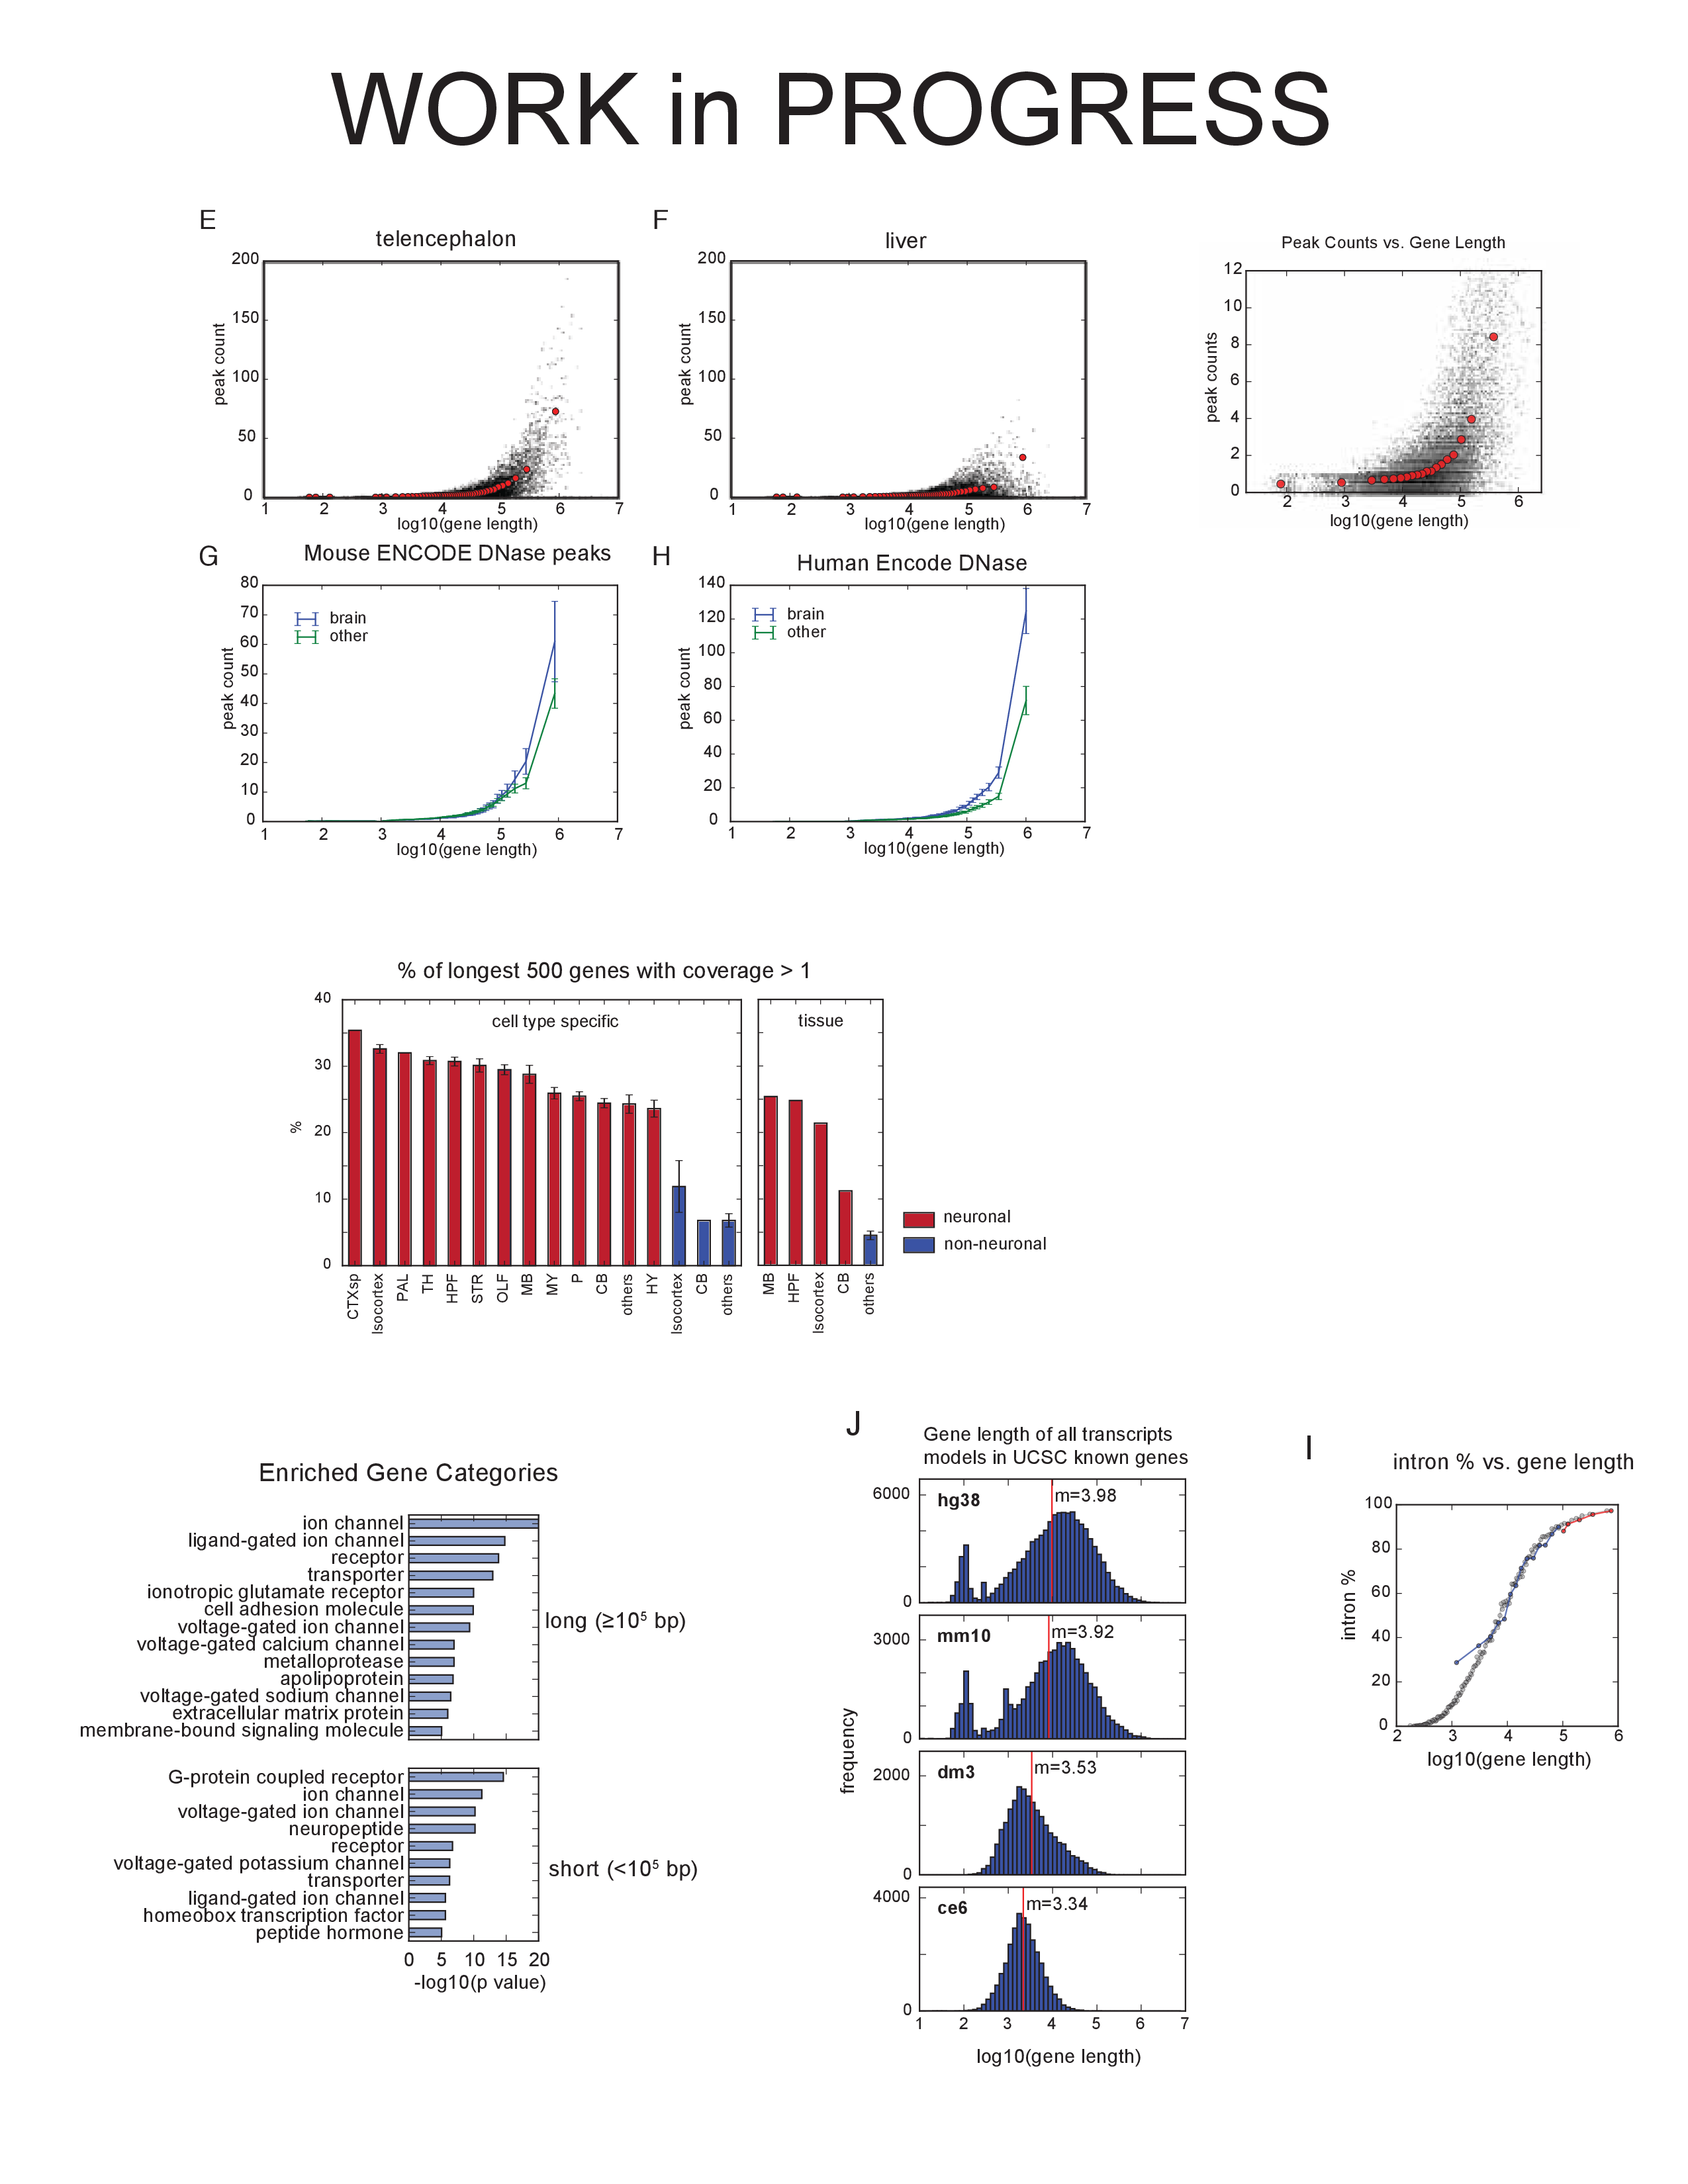 WORK in PROGRESS
E
telencephalon
200
150
100
50
0
peak count
1 2 3 4 5 6 7
log10(gene length)
F
liver
200
150
100
50
0
peak count
1 2 3 4 5 6 7
log10(gene length)
Peak Counts vs. Gene Length
12
10
8
6
4
2
0
peak counts
2 3 4 5 6
log10(gene length)
G
Mouse ENCODE DNase peaks
80
70
60
50
40
30
20
10
0
peak count
brain
other
1 2 3 4 5 6 7
log10(gene length)
H
Human Encode DNase
140
120
100
80
60
40
20
0
peak count
brain
other
1 2 3 4 5 6 7
log10(gene length)
% of longest 500 genes with coverage > 1
40
30
20
10
0
%
cell type specific
tissue
CTXsp
Isocortex
PAL
TH
HPF
STR
OLF
MB
MY
P
CB
others
HY
Isocortex
CB
others
MB
HPF
Isocortex
CB
others
neuronal
non-neuronal
Enriched Gene Categories
ion channel
ligand-gated ion channel
receptor
transporter
ionotropic glutamate receptor
cell adhesion molecule
voltage-gated ion channel
voltage-gated calcium channel
metalloprotease
apolipoprotein
voltage-gated sodium channel
extracellular matrix protein
membrane-bound signaling molecule
long (≥10⁵ bp)
G-protein coupled receptor
ion channel
voltage-gated ion channel
neuropeptide
receptor
voltage-gated potassium channel
transporter
ligand-gated ion channel
homeobox transcription factor
peptide hormone
short (<10⁵ bp)
0 5 10 15 20
-log10(p value)
J
Gene length of all transcripts
models in UCSC known genes
6000
0
hg38
m=3.98
3000
0
mm10
m=3.92
2000
0
dm3
m=3.53
4000
0
ce6
m=3.34
frequency
1 2 3 4 5 6 7
log10(gene length)
I
intron % vs. gene length
100
80
60
40
20
0
intron %
2 3 4 5 6
log10(gene length)